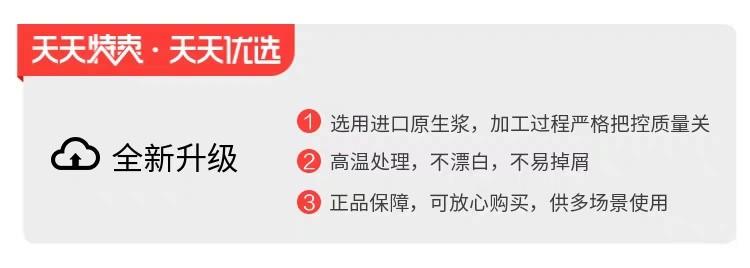 天天特卖·天天优选
全新升级
1 选用进口原生浆，加工过程严格把控质量关
2 高温处理，不漂白，不易掉屑
3 正品保障，可放心购买，供多场景使用